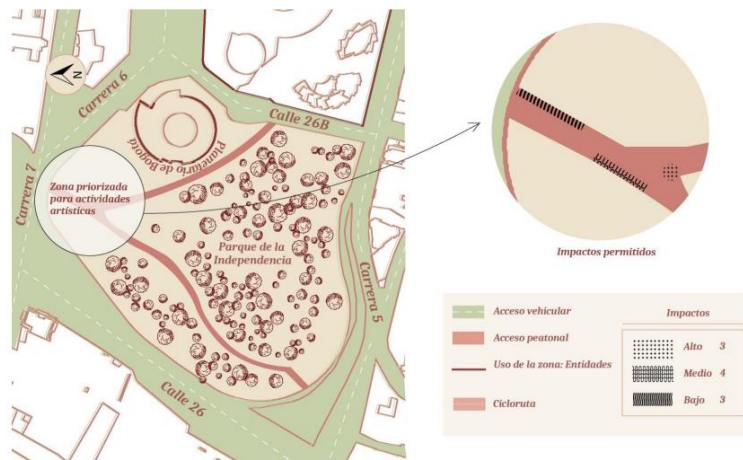 N
Carrera 6
Calle 26B
Carrera 7
Planetario de Bogotá
Zona priorizada
para actividades
artísticas
Parque de la
Independencia
Carrera 5
Calle 26
Impactos permitidos
Acceso vehícular
Acceso peatonal
Uso de la zona: Entidades
Cicloruta
Impactos
Alto 3
Medio 4
Bajo 3